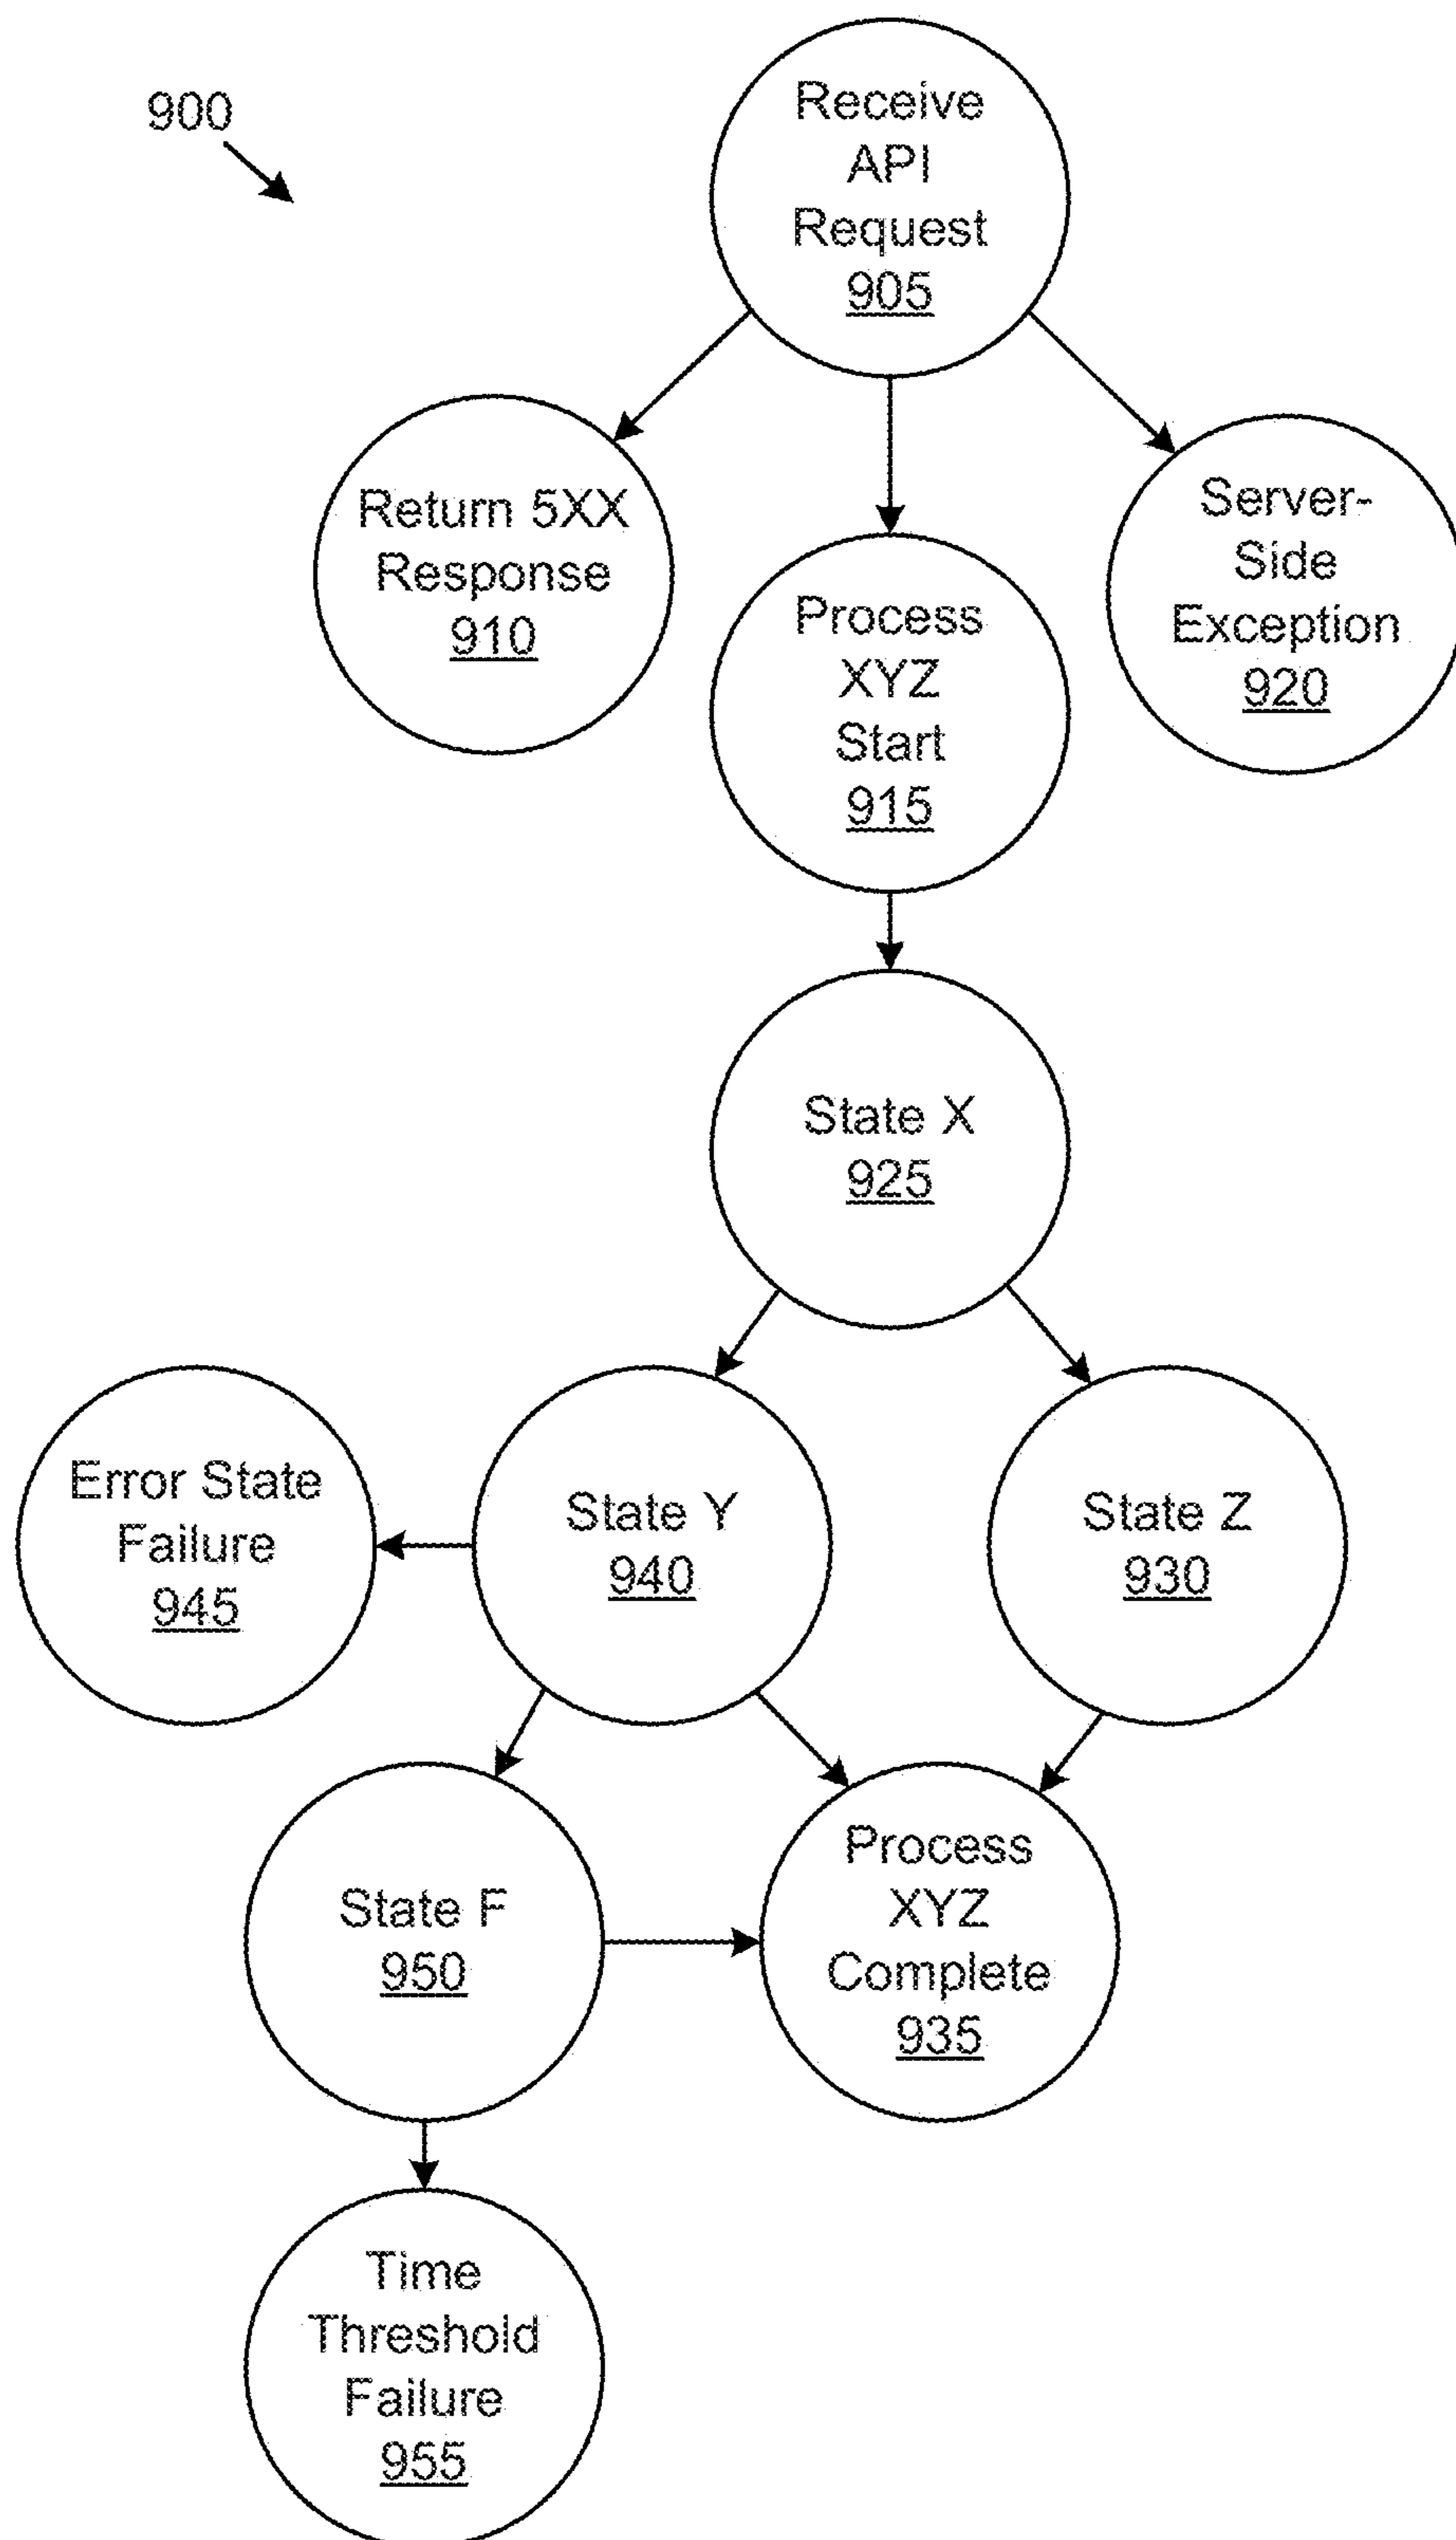 900
Receive
API
Request
905
Return 5XX
Response
910
Process
XYZ
Start
915
Server-
Side
Exception
920
State X
925
Error State
Failure
945
State Y
940
State Z
930
State F
950
Process
XYZ
Complete
935
Time
Threshold
Failure
955